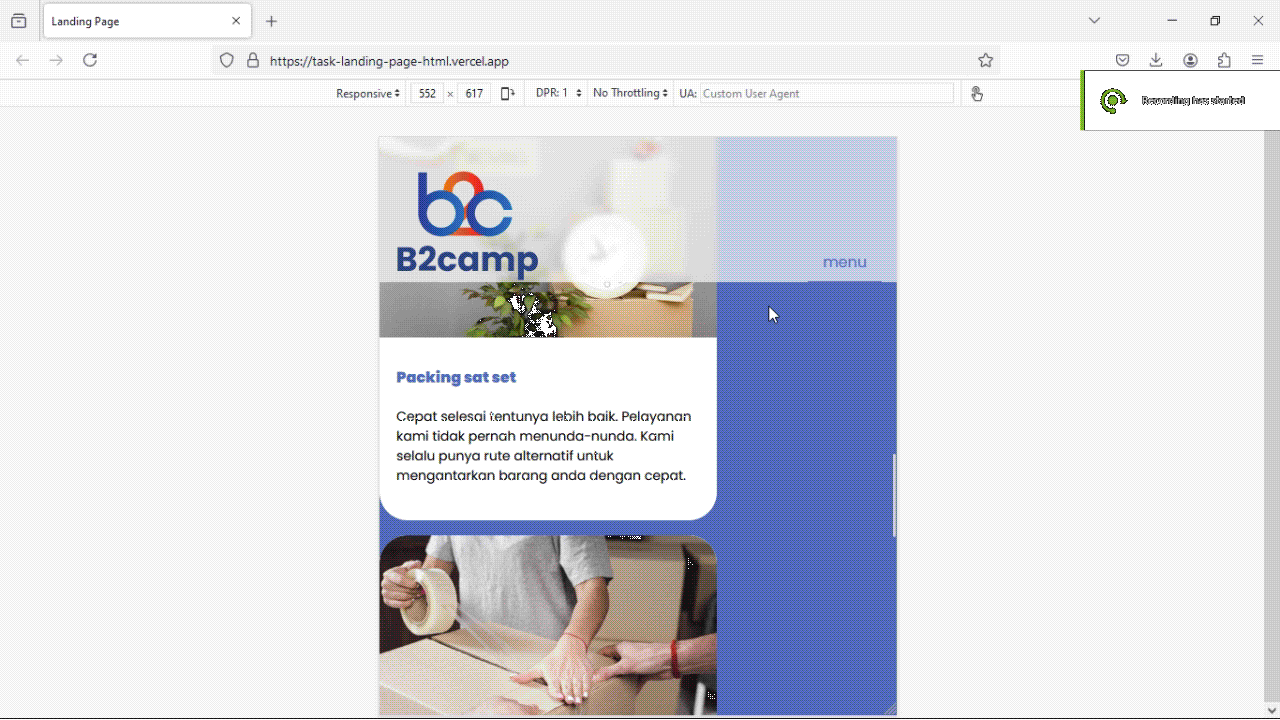 Landing Page
https://task-landing-page-html.vercel.app
Responsive 552 × 617 DPR: 1 No Throttling UA: Custom User Agent
Recording has started
b2c
B2camp
menu
Packing sat set
Cepat selesai tentunya lebih baik. Pelayanan
kami tidak pernah menunda-nunda. Kami
selalu punya rute alternatif untuk
mengantarkan barang anda dengan cepat.